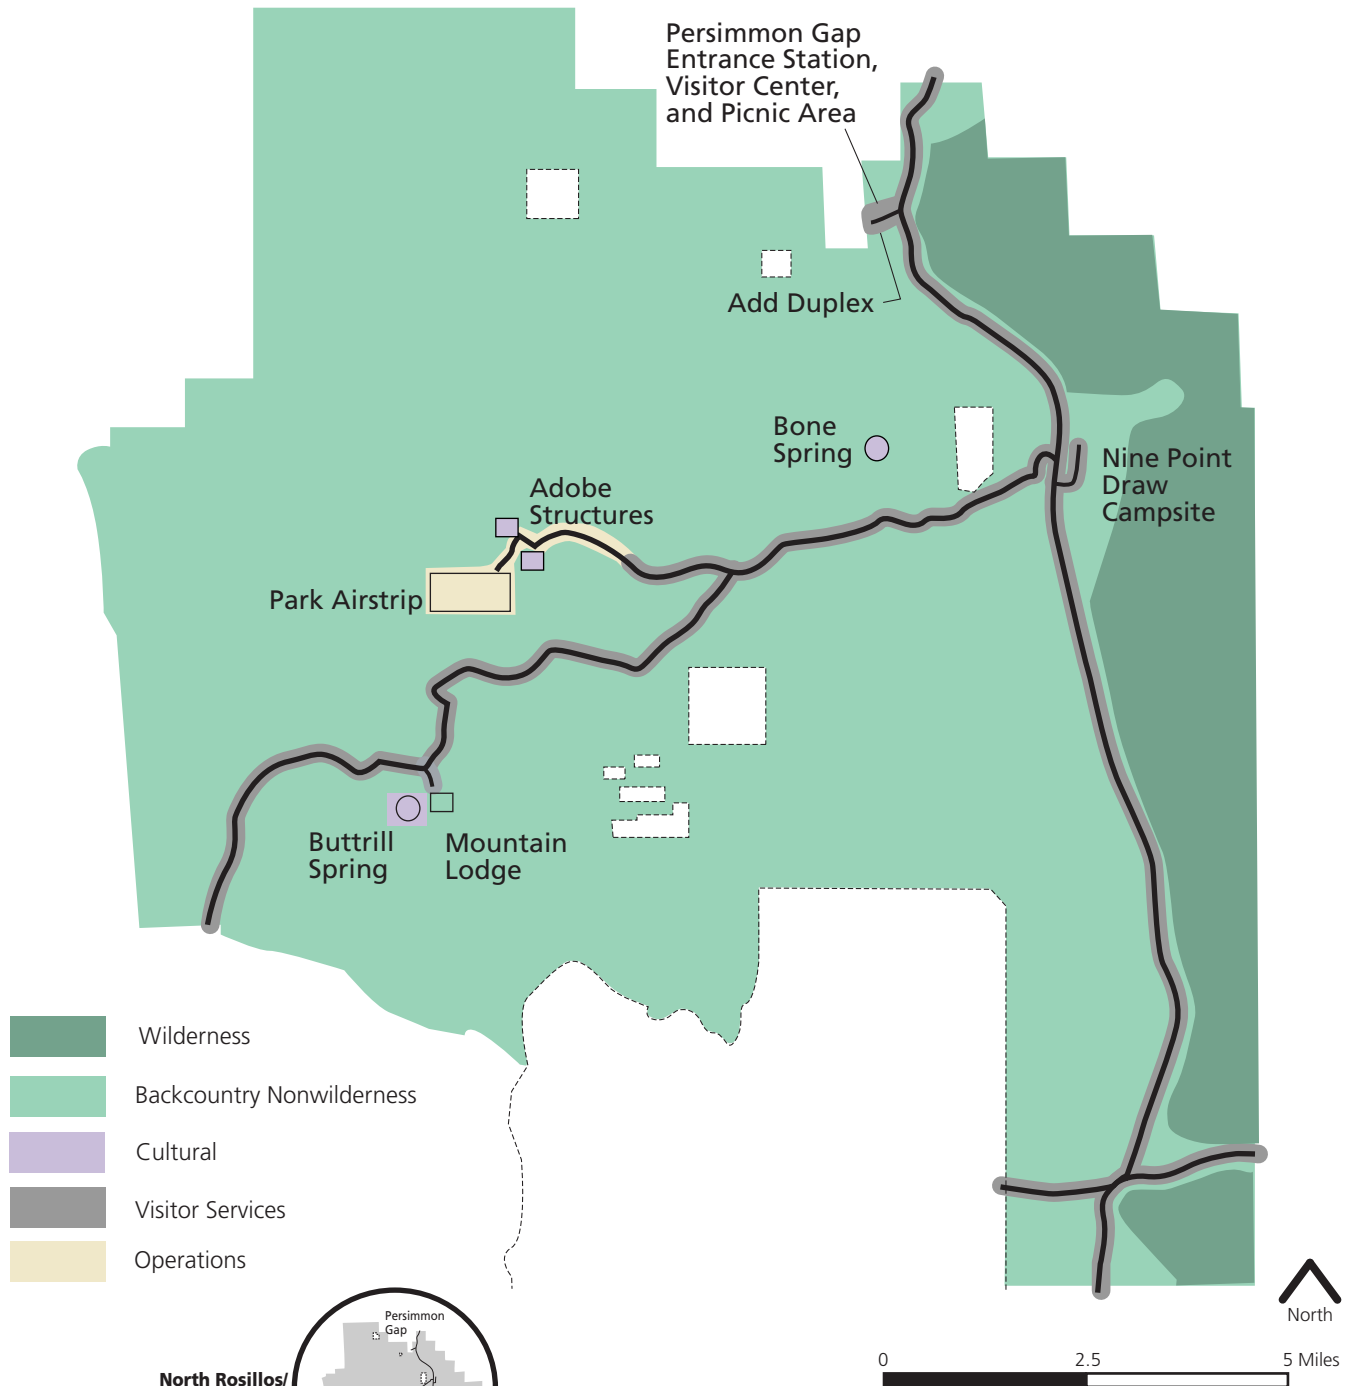 Persimmon Gap
Entrance Station,
Visitor Center,
and Picnic Area
Add Duplex
Bone
Spring
Nine Point
Draw
Campsite
Adobe
Structures
Park Airstrip
Buttrill
Spring
Mountain
Lodge
Wilderness
Backcountry Nonwilderness
Cultural
Visitor Services
Operations
North
Persimmon
Gap
North Rosillos/
0 2.5 5 Miles